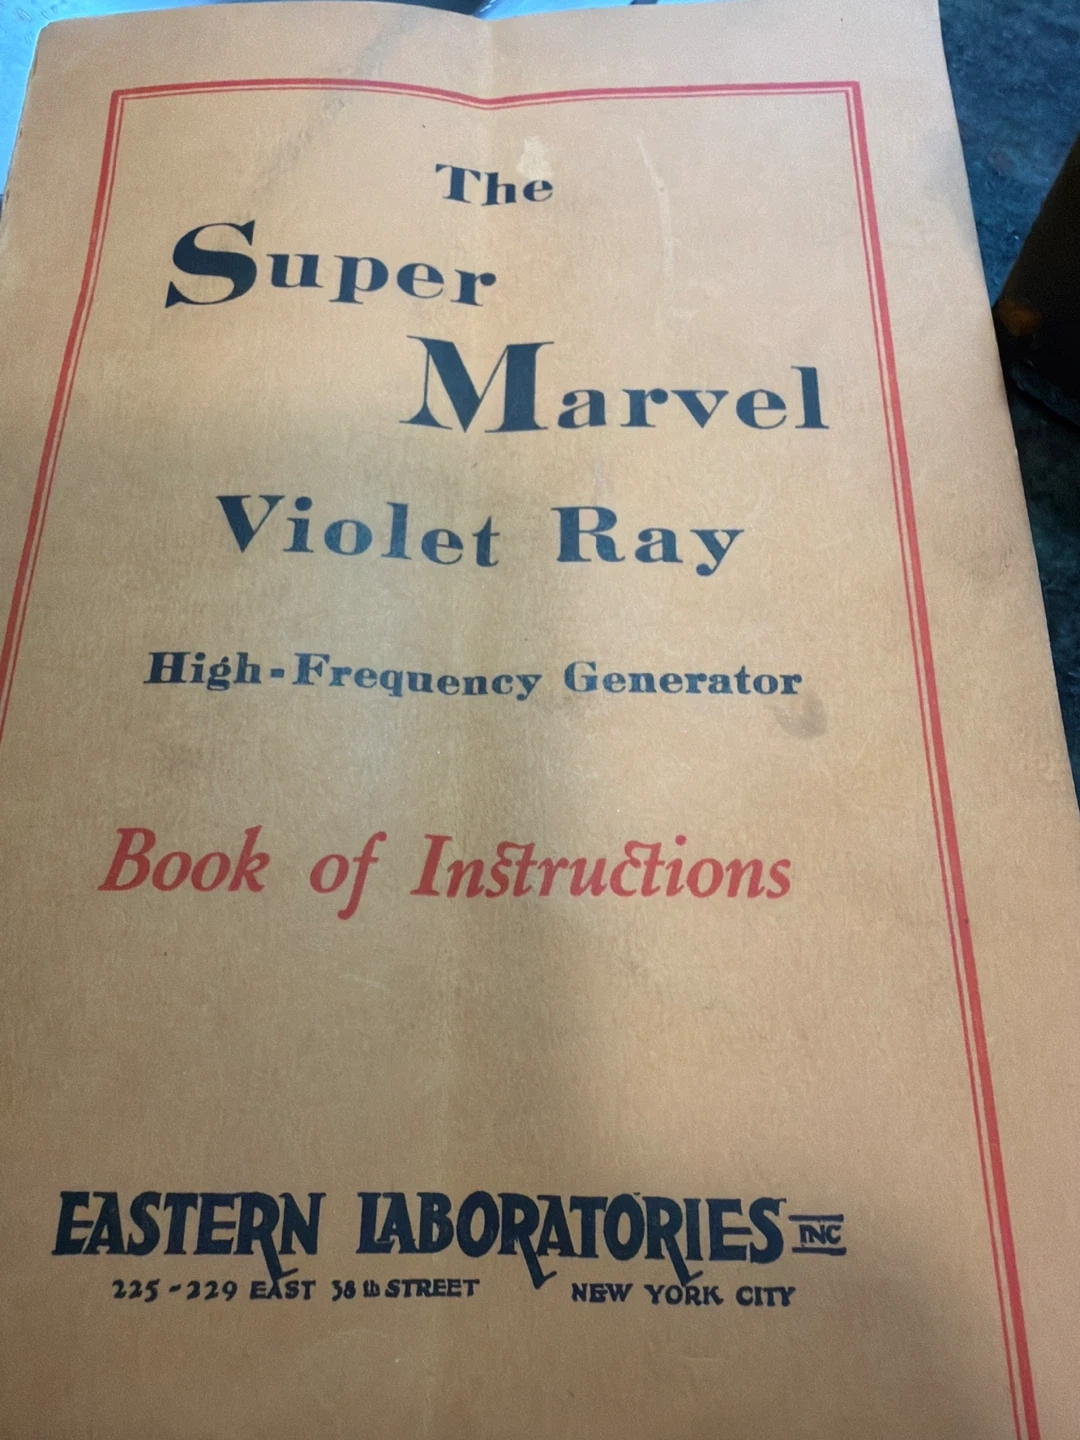 The
Super
Marvel
Violet Ray
High-Frequency Generator
Book of Instructions
EASTERN LABORATORIES INC
225-229 EAST 38th STREET NEW YORK CITY